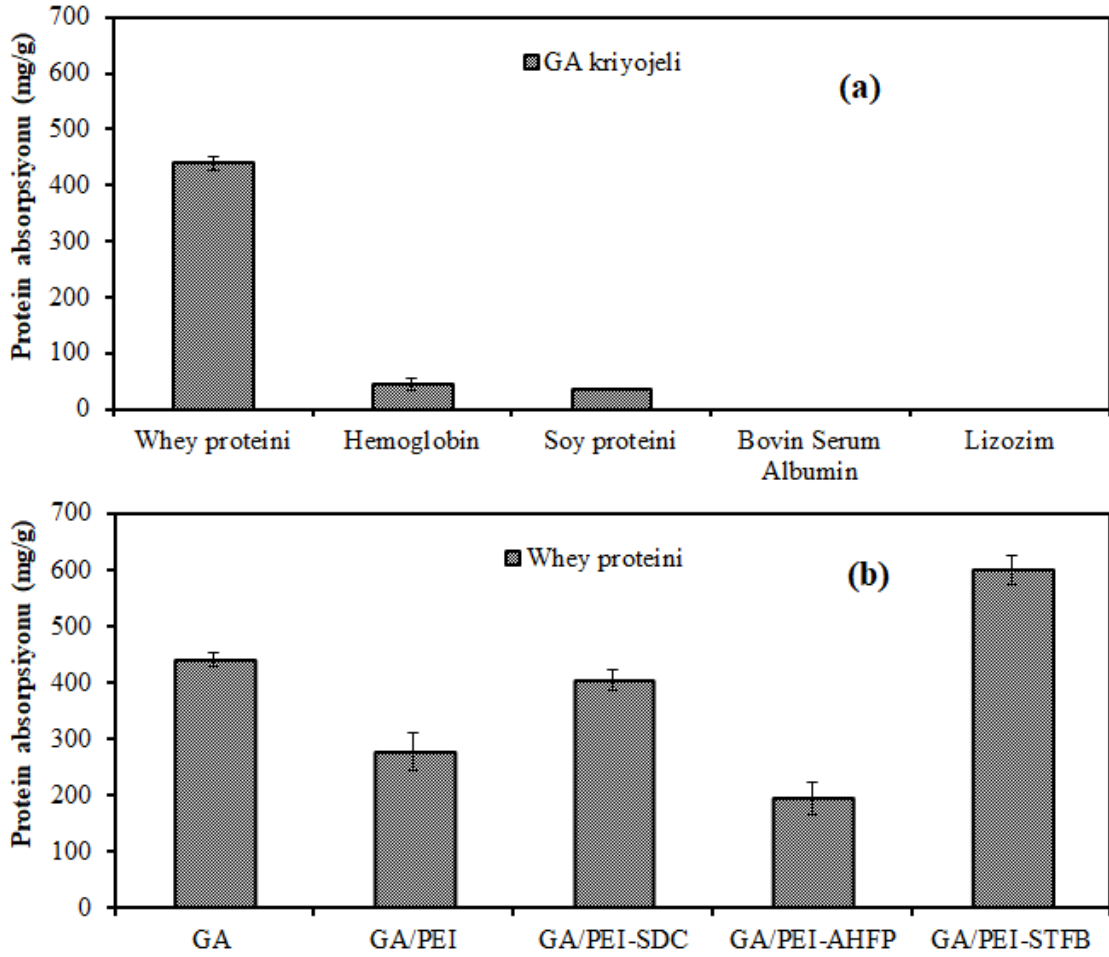 Protein absorpsiyonu (mg/g)
700
600
500
400
300
200
100
0
GA kriyojeli
(a)
Whey proteini
Hemoglobin
Soy proteini
Bovin Serum
Albumin
Lizozim
Protein absorpsiyonu (mg/g)
700
600
500
400
300
200
100
0
Whey proteini
(b)
GA
GA/PEI
GA/PEI-SDC
GA/PEI-AHFP
GA/PEI-STFB